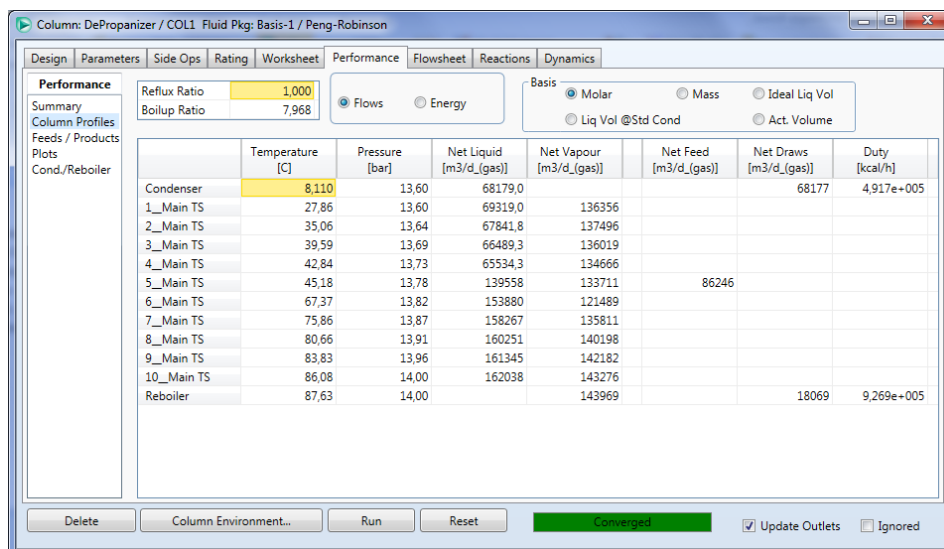 Column: DePropanizer / COL1 Fluid Pkg: Basis-1 / Peng-Robinson
Design Parameters Side Ops Rating Worksheet Performance Flowsheet Reactions Dynamics
Performance
Summary
Column Profiles
Feeds / Products
Plots
Cond./Reboiler
Reflux Ratio 1,000
Boilup Ratio 7,968
Flows Energy
Basis
Molar Mass Ideal Liq Vol
Liq Vol @Std Cond Act. Volume
Temperature Pressure Net Liquid Net Vapour Net Feed Net Draws Duty
[C] [bar] [m3/d_(gas)] [m3/d_(gas)] [m3/d_(gas)] [m3/d_(gas)] [kcal/h]
Condenser 8,110 13,60 68179,0 68177 4,917e+005
1__Main TS 27,86 13,60 69319,0 136356
2__Main TS 35,06 13,64 67841,8 137496
3__Main TS 39,59 13,69 66489,3 136019
4__Main TS 42,84 13,73 65534,3 134666
5__Main TS 45,18 13,78 139558 133711 86246
6__Main TS 67,37 13,82 153880 121489
7__Main TS 75,86 13,87 158267 135811
8__Main TS 80,66 13,91 160251 140198
9__Main TS 83,83 13,96 161345 142182
10__Main TS 86,08 14,00 162038 143276
Reboiler 87,63 14,00 143969 18069 9,269e+005
Delete Column Environment... Run Reset Converged Update Outlets Ignored